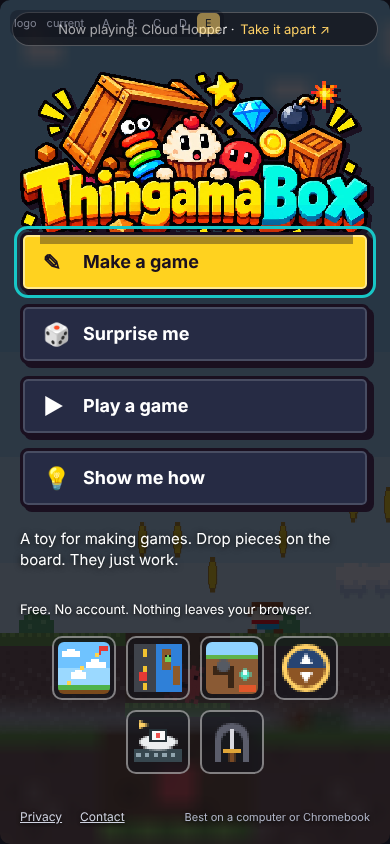 logo current A B C D E
Now playing: Cloud Hopper · Take it apart ↗
ThingamaBox
✎ Make a game
Surprise me
▶ Play a game
Show me how
A toy for making games. Drop pieces on the
board. They just work.
Free. No account. Nothing leaves your browser.
Privacy Contact Best on a computer or Chromebook